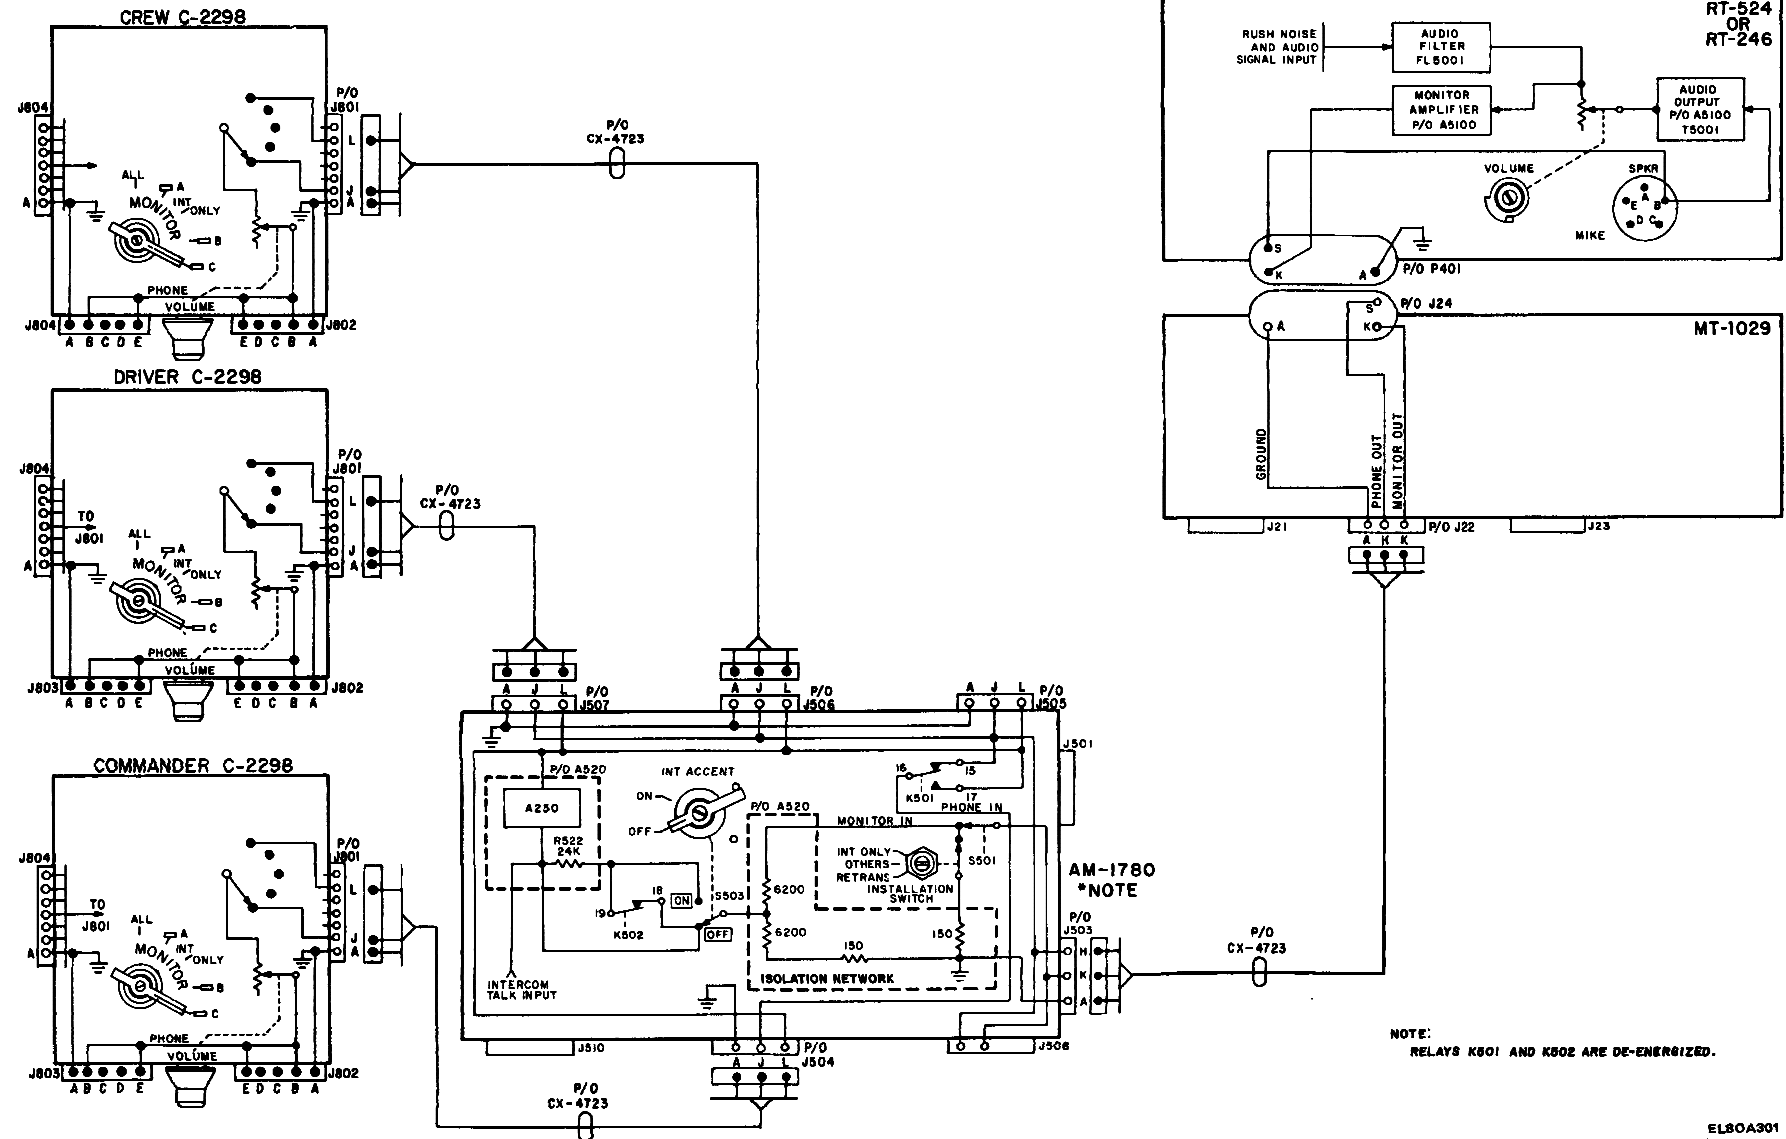 CREW C-2298
J804
P/O
J801
L
J
A
A
ALL
A
INT
ONLY
MONITOR
B
C
PHONE
VOLUME
J804
A B C D E
E D C B A
J802
P/O
CX-4723
DRIVER C-2298
J804
P/O
J801
L
J
A
A
TO
J801
ALL
A
INT
ONLY
MONITOR
B
C
PHONE
VOLUME
J803
A B C D E
E D C B A
J802
P/O
CX-4723
COMMANDER C-2298
J804
P/O
J801
L
J
A
A
TO
J801
ALL
A
INT
ONLY
MONITOR
B
C
PHONE
VOLUME
J803
A B C D E
E D C B A
J802
P/O
CX-4723
A J L
P/O
J507
A J L
P/O
J506
A J L
P/O
J505
J501
P/O A520
A250
R522
24K
INT ACCENT
ON
OFF
18
ON
19
K502
S503
OFF
INTERCOM
TALK INPUT
P/O A520
6200
6200
150
150
ISOLATION NETWORK
16
15
K501
17
PHONE IN
MONITOR IN
INT ONLY
OTHERS
RETRANS
INSTALLATION
SWITCH
S501
AM-1780
*NOTE
P/O
J503
H
K
A
J510
P/O
J504
A J L
J506
P/O
CX-4723
RT-524
OR
RT-246
RUSH NOISE
AND AUDIO
SIGNAL INPUT
AUDIO
FILTER
FL5001
MONITOR
AMPLIFIER
P/O A5100
AUDIO
OUTPUT
P/O A5100
T5001
VOLUME
SPKR
A
E B
D C
MIKE
S
K
A
P/O P401
P/O J24
S
A
K
MT-1029
GROUND
PHONE OUT
MONITOR OUT
J21
P/O J22
J23
A H K
NOTE:
RELAYS K501 AND K502 ARE DE-ENERGIZED.
EL80A301